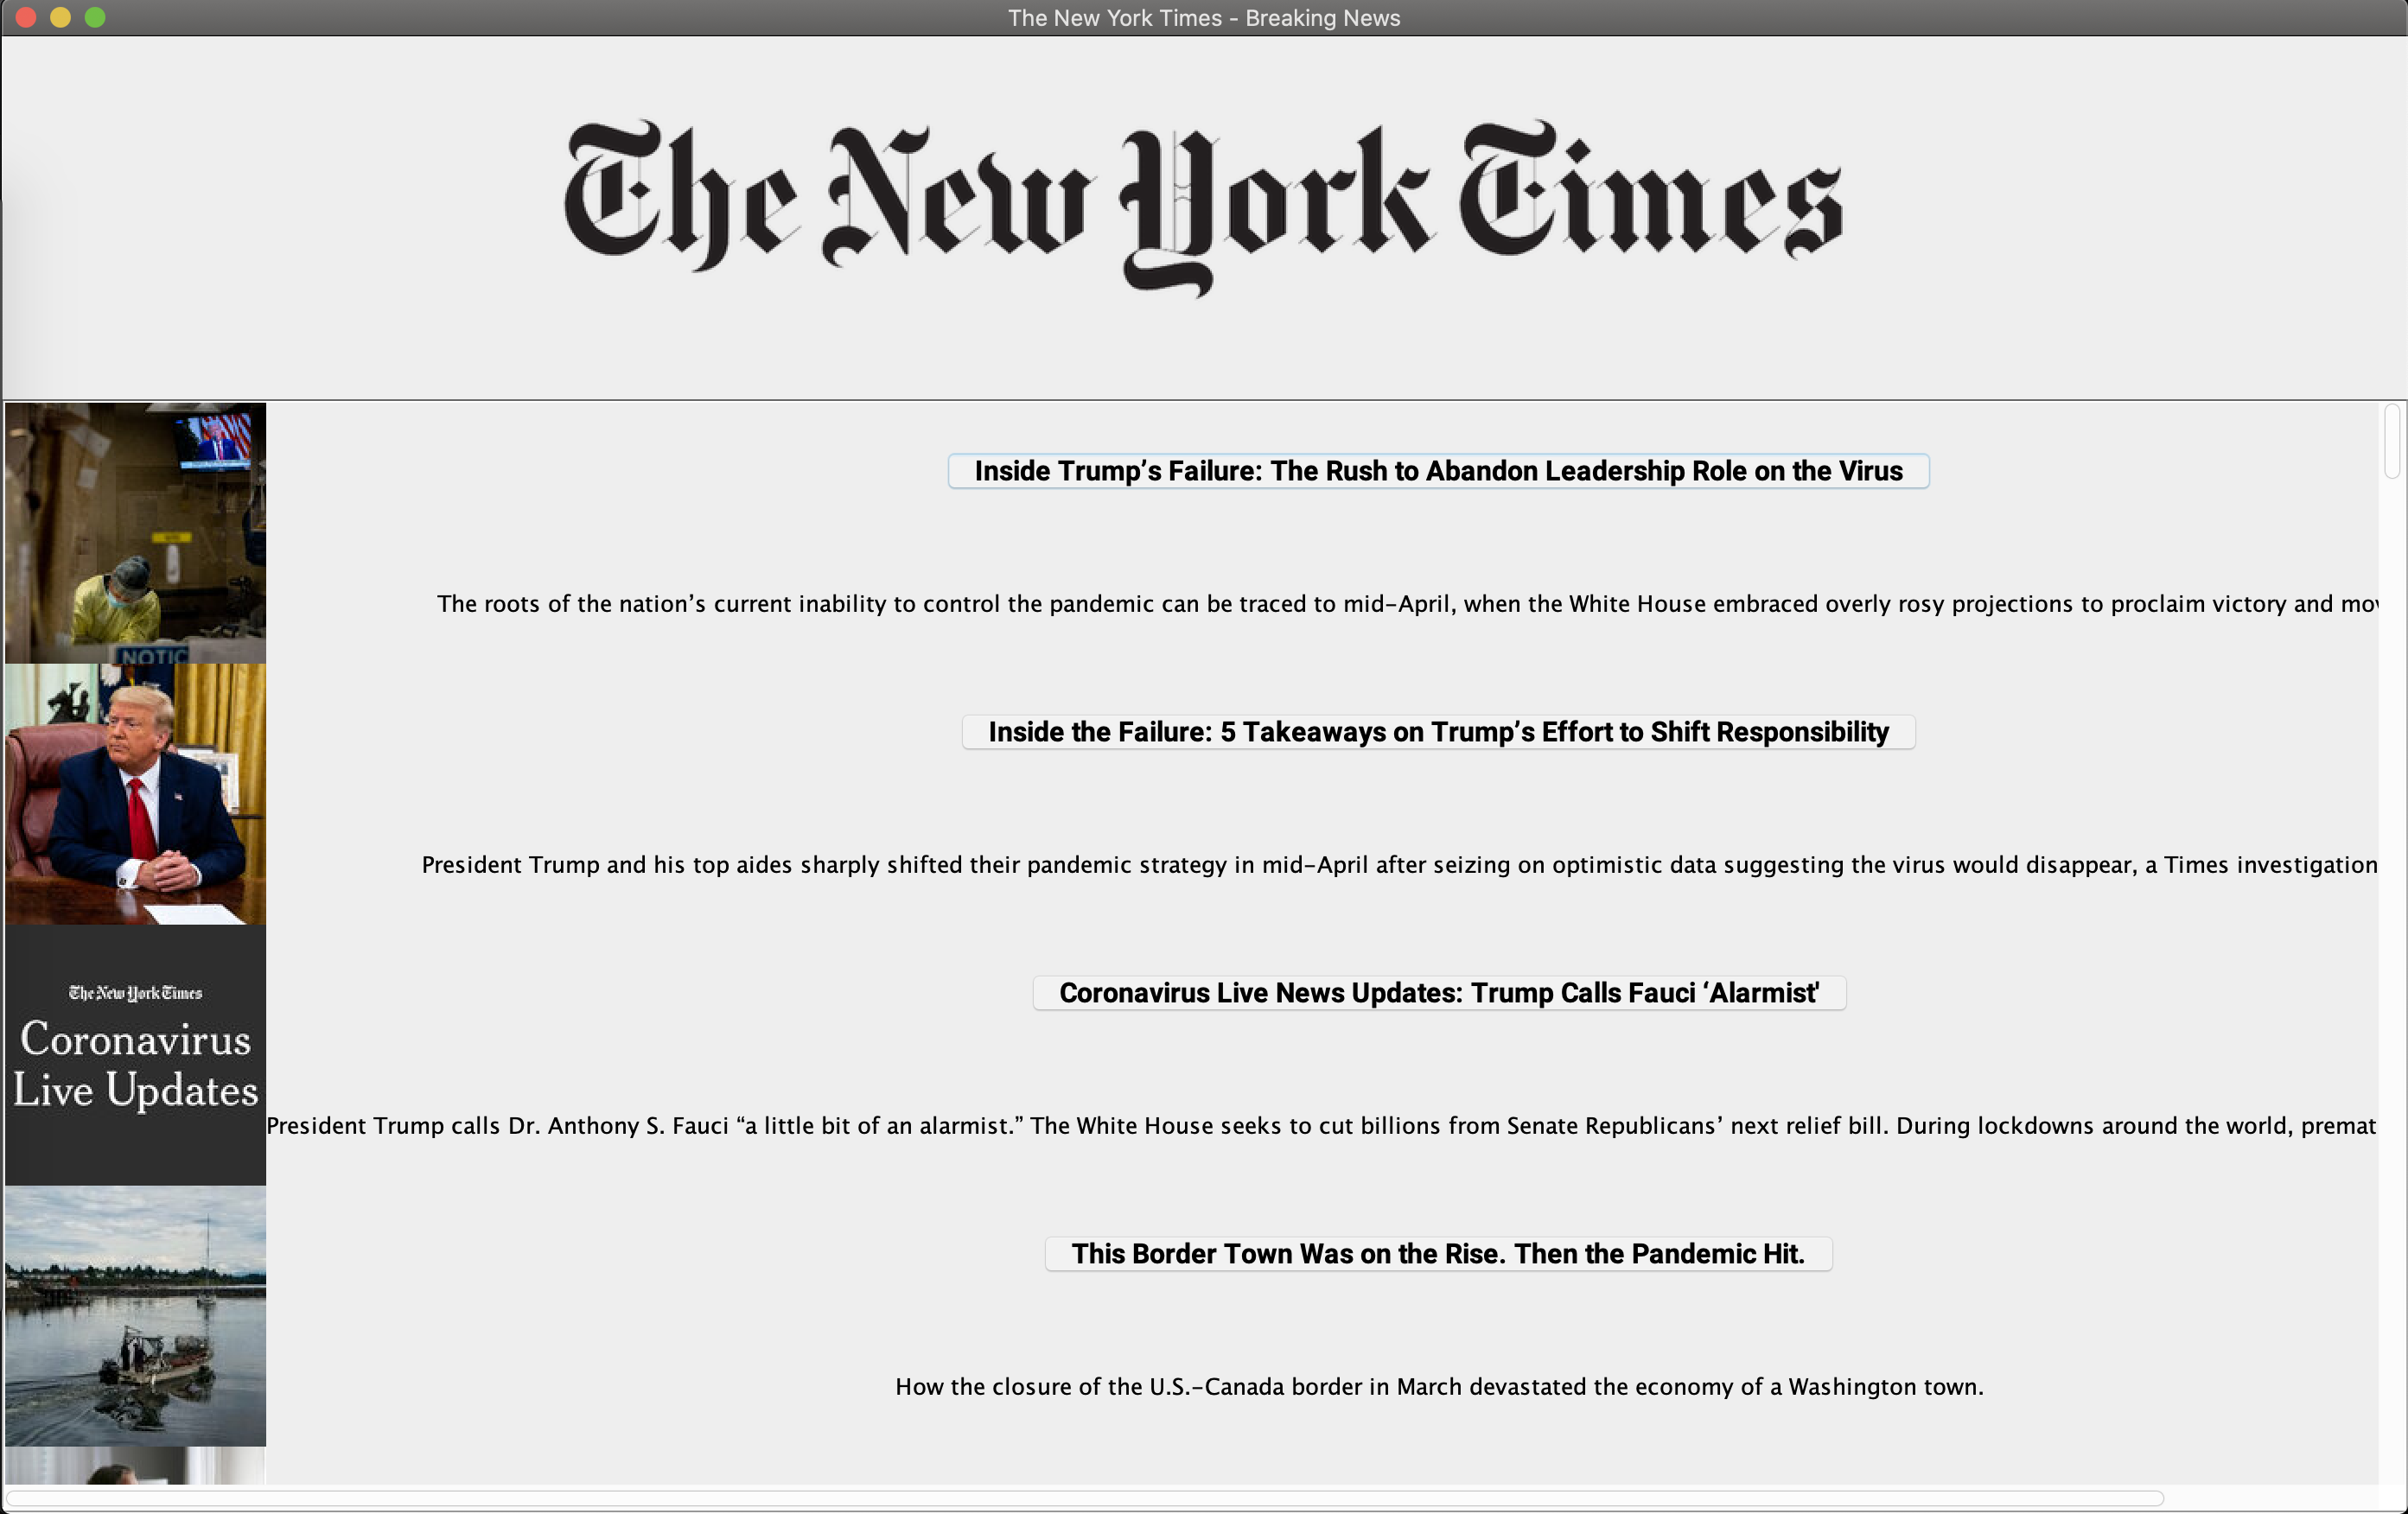 The New York Times - Breaking News
The New York Times
Inside Trump’s Failure: The Rush to Abandon Leadership Role on the Virus
The roots of the nation’s current inability to control the pandemic can be traced to mid-April, when the White House embraced overly rosy projections to proclaim victory and mov
NOTIC
Inside the Failure: 5 Takeaways on Trump’s Effort to Shift Responsibility
President Trump and his top aides sharply shifted their pandemic strategy in mid-April after seizing on optimistic data suggesting the virus would disappear, a Times investigation
The New York Times
Coronavirus
Live Updates
Coronavirus Live News Updates: Trump Calls Fauci ‘Alarmist'
President Trump calls Dr. Anthony S. Fauci “a little bit of an alarmist.” The White House seeks to cut billions from Senate Republicans’ next relief bill. During lockdowns around the world, premat
This Border Town Was on the Rise. Then the Pandemic Hit.
How the closure of the U.S.-Canada border in March devastated the economy of a Washington town.